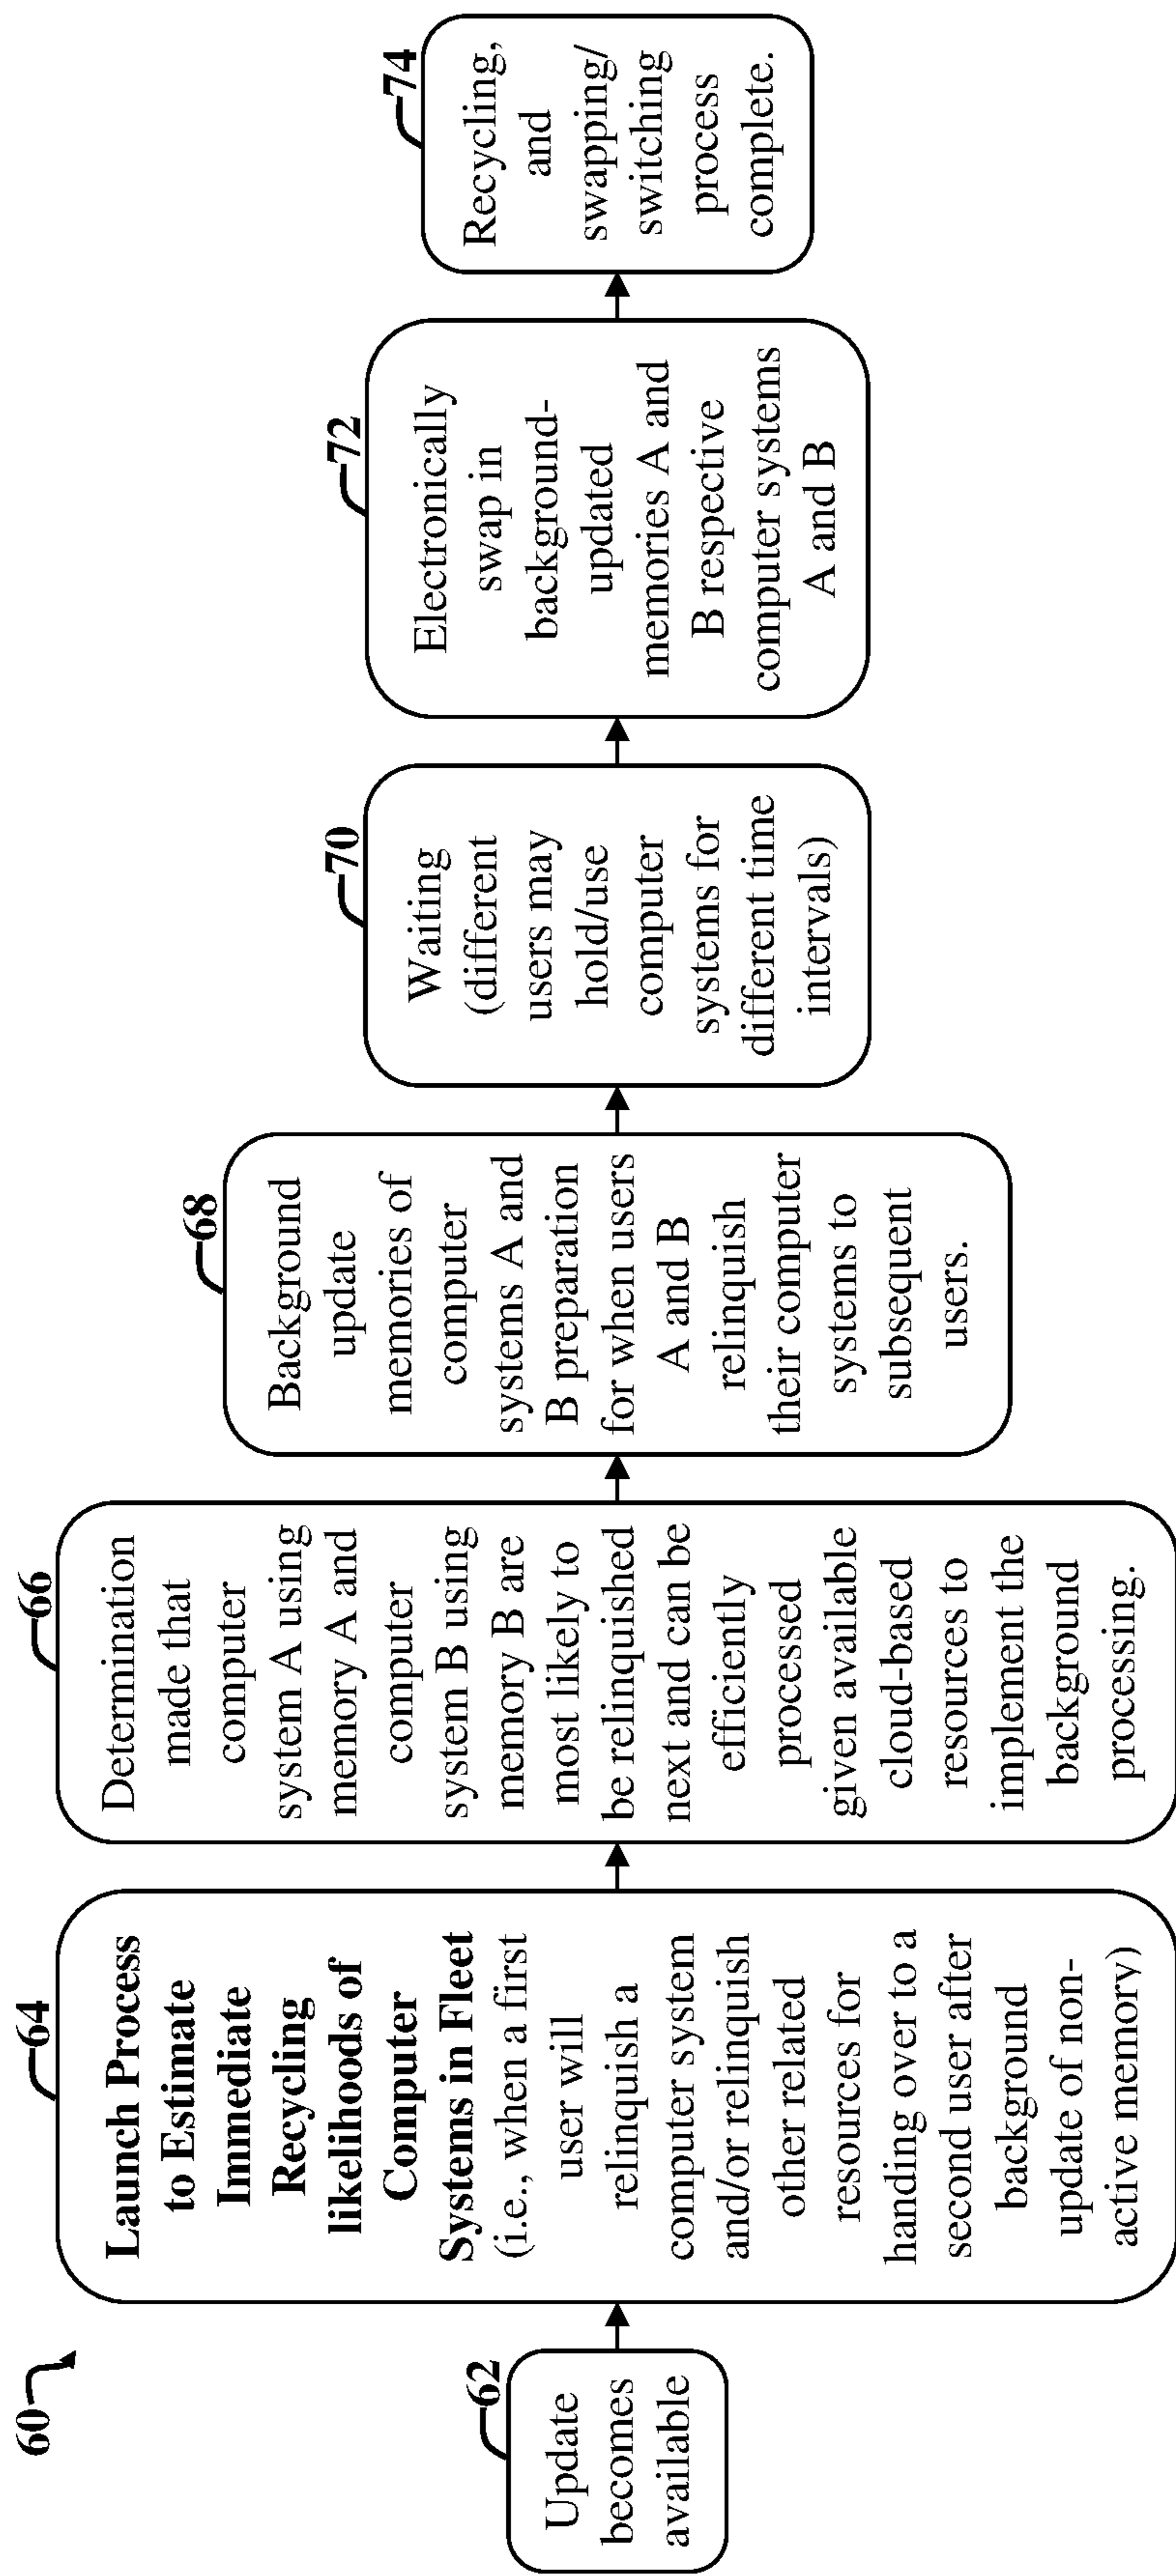 60
62
Update
becomes
available
64
Launch Process
to Estimate
Immediate
Recycling
likelihoods of
Computer
Systems in Fleet
(i.e., when a first
user will
relinquish a
computer system
and/or relinquish
other related
resources for
handing over to a
second user after
background
update of non-
active memory)
66
Determination
made that
computer
system A using
memory A and
computer
system B using
memory B are
most likely to
be relinquished
next and can be
efficiently
processed
given available
cloud-based
resources to
implement the
background
processing.
68
Background
update
memories of
computer
systems A and
B preparation
for when users
A and B
relinquish
their computer
systems to
subsequent
users.
70
Waiting
(different
users may
hold/use
computer
systems for
different time
intervals)
72
Electronically
swap in
background-
updated
memories A and
B respective
computer systems
A and B
74
Recycling,
and
swapping/
switching
process
complete.